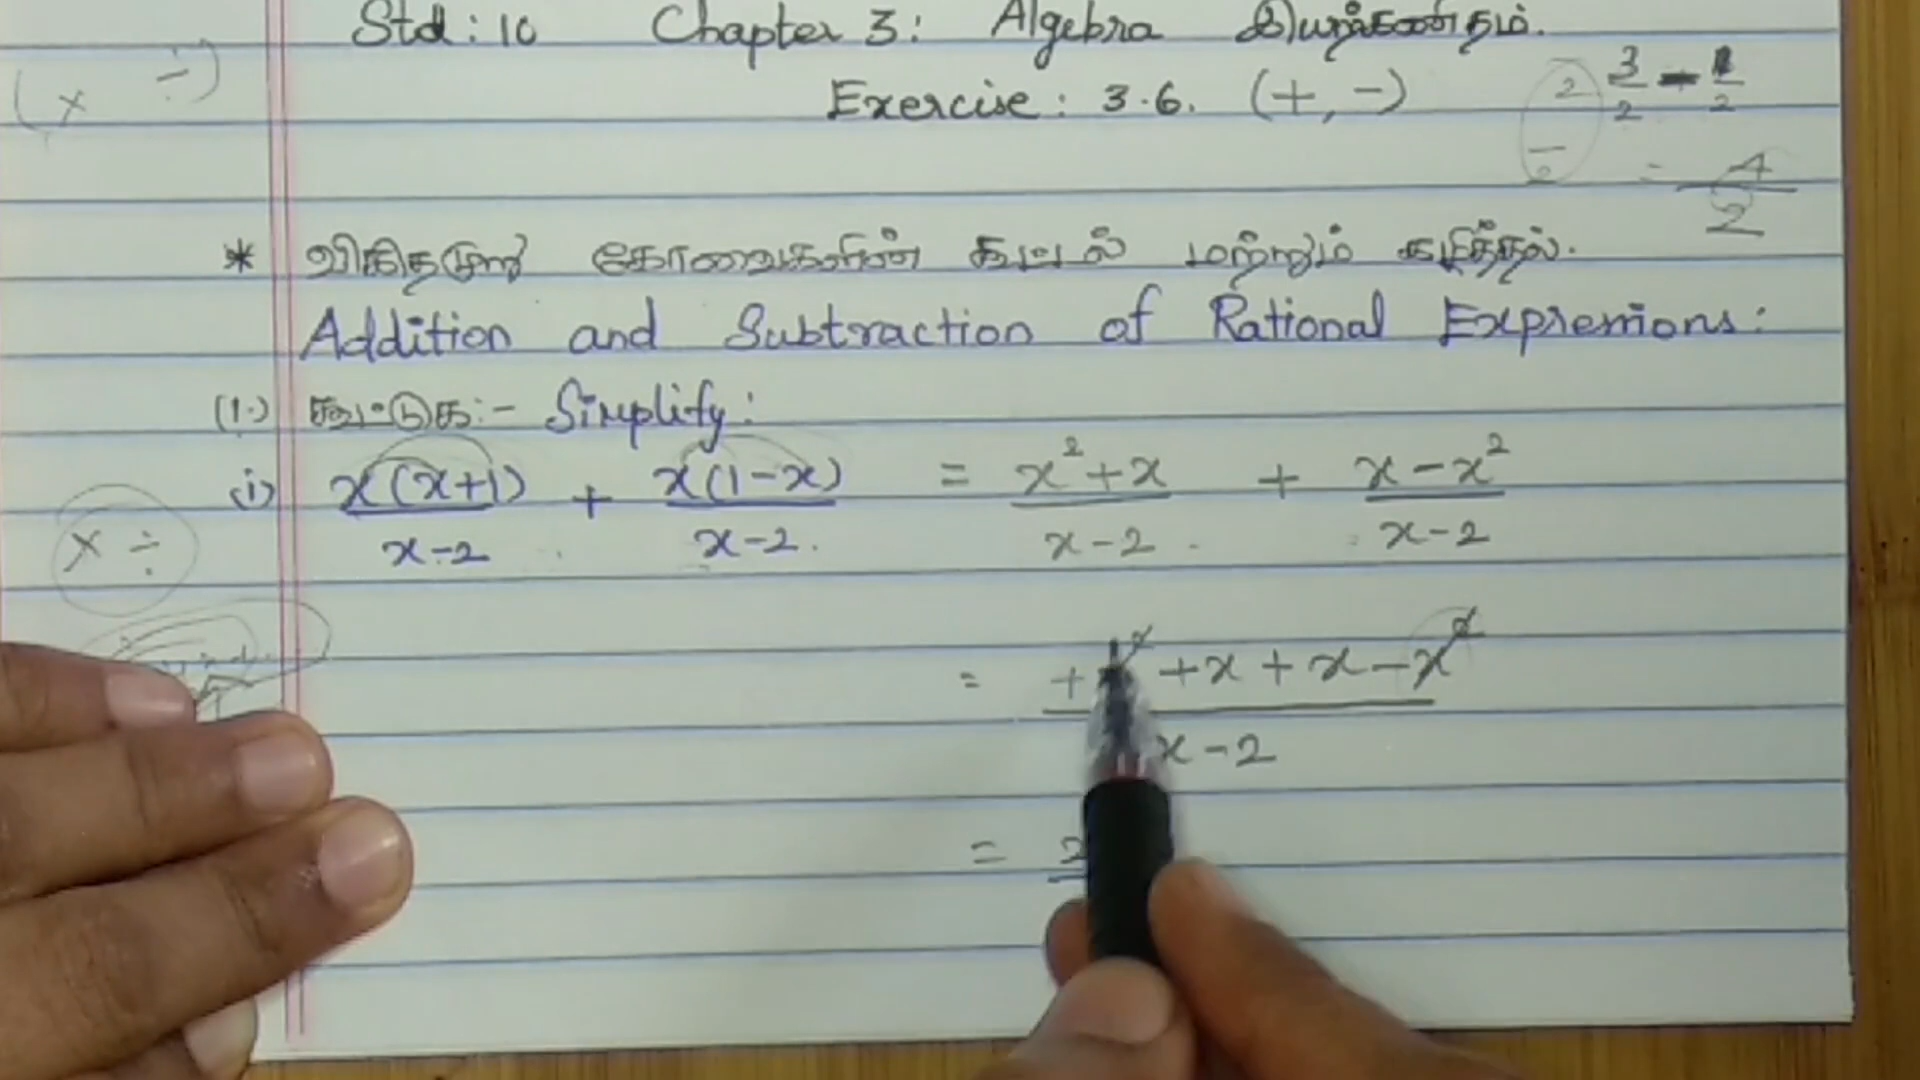 Std : 10 Chapter 3 : Algebra இயற்கணிதம்.
Exercise : 3.6. (+, -)
(x ÷)
3/2 - 1/2
= 4/2
* விகிதமுறு கோவைகளின் கூட்டல் மற்றும் கழித்தல்.
Addition and Subtraction of Rational Expressions :
(1.) கூட்டுக :- Simplify :
(i) x(x+1)/x-2 + x(1-x)/x-2. = x²+x/x-2 + x-x²/x-2
x ÷
= + x² + x + x - x²/x-2
= 2